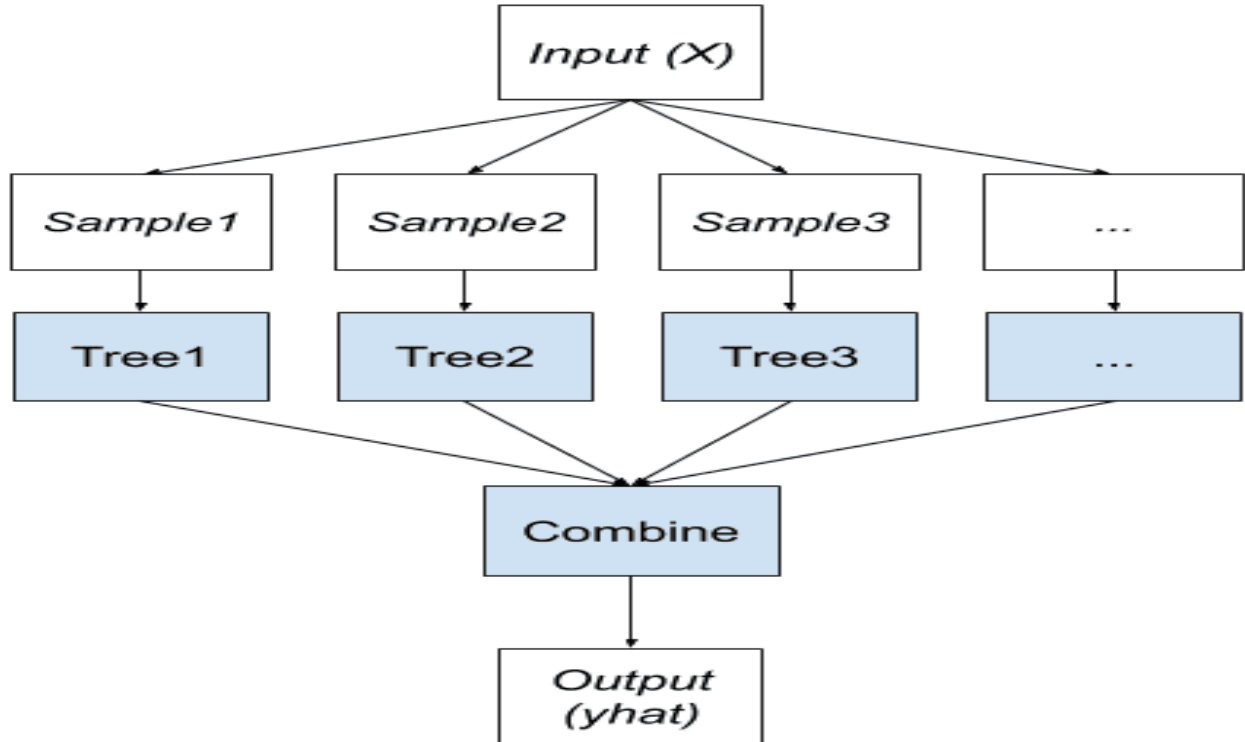 Input (X)
Sample1
Sample2
Sample3
...
Tree1
Tree2
Tree3
...
Combine
Output
(yhat)